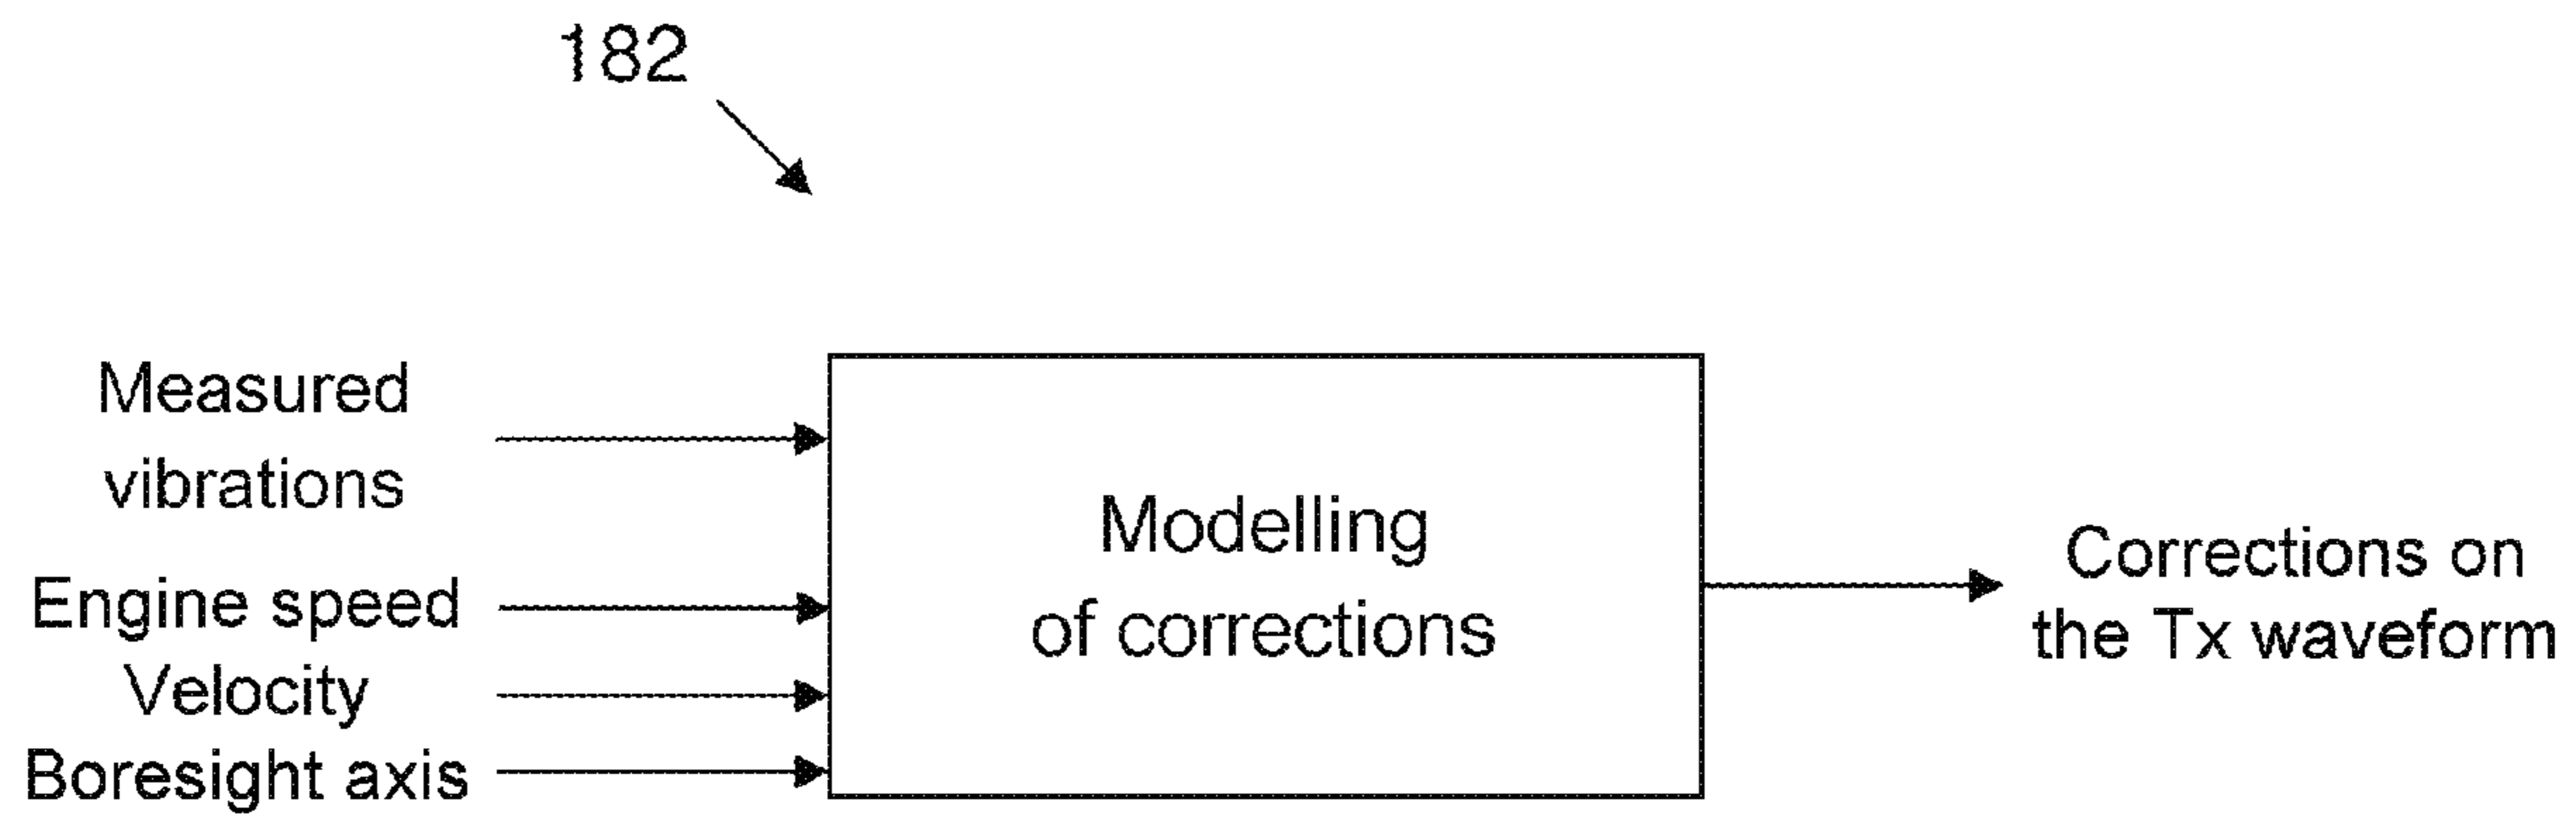 182
Measured
vibrations
Engine speed
Velocity
Boresight axis
Modelling
of corrections
Corrections on
the Tx waveform